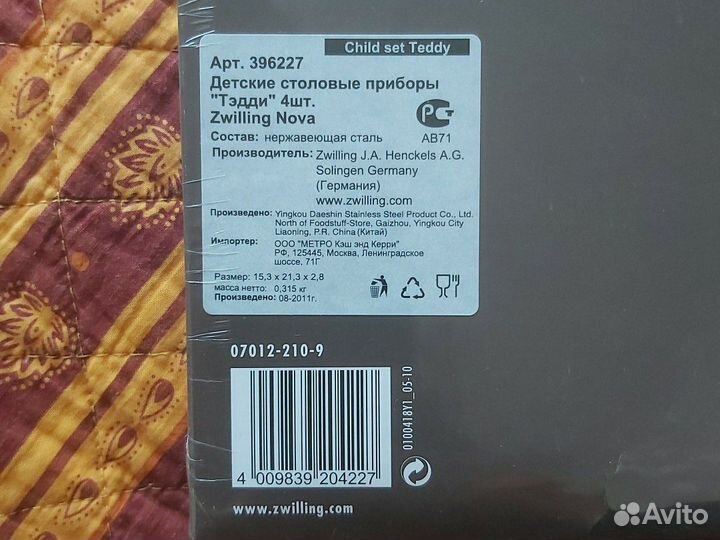 Child set Teddy
Арт. 396227
Детские столовые приборы
"Тэдди" 4шт.
Zwilling Nova
Состав: нержавеющая сталь
АВ71
Производитель: Zwilling J.A. Henckels A.G.
Solingen Germany
(Германия)
www.zwilling.com
Произведено: Yingkou Daeshin Stainless Steel Product Co., Ltd.
North of Foodstuff-Store, Gaizhou, Yingkou City
Liaoning, P.R. China (Китай)
Импортер: ООО "МЕТРО Кэш энд Керри"
РФ, 125445, Москва, Ленинградское
шоссе, 71Г
Размер: 15,3 x 21,3 x 2,8
масса нетто: 0,315 кг
Произведено: 08-2011г.
07012-210-9
0100418Y1_05-10
4 009839 204227
www.zwilling.com
Avito